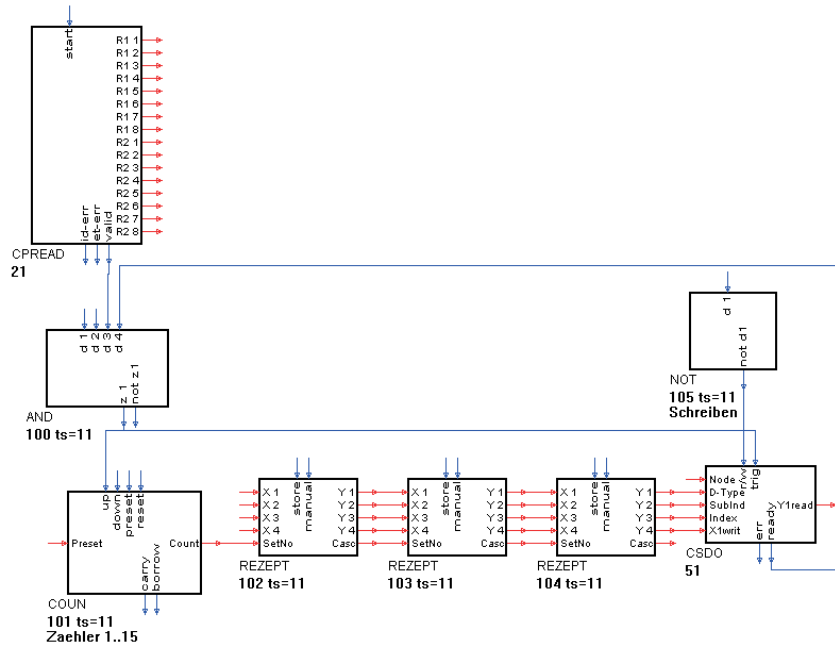 start
R1 1
R1 2
R1 3
R1 4
R1 5
R1 6
R1 7
R1 8
R2 1
R2 2
R2 3
R2 4
R2 5
R2 6
R2 7
R2 8
id-err
et-err
valid
CPREAD
21
d 1
d 2
d 3
d 4
z 1
not z1
AND
100 ts=11
d 1
not d1
NOT
105 ts=11
Schreiben
up
down
preset
reset
Preset
Count
carry
borrow
COUN
101 ts=11
Zaehler 1..15
store
manual
X 1 Y 1
X 2 Y 2
X 3 Y 3
X 4 Y 4
SetNo Casc
REZEPT
102 ts=11
store
manual
X 1 Y 1
X 2 Y 2
X 3 Y 3
X 4 Y 4
SetNo Casc
REZEPT
103 ts=11
store
manual
X 1 Y 1
X 2 Y 2
X 3 Y 3
X 4 Y 4
SetNo Casc
REZEPT
104 ts=11
r/w
trig
Node
D-Type
SubInd Y1read
Index
X1writ
err
ready
CSDO
51